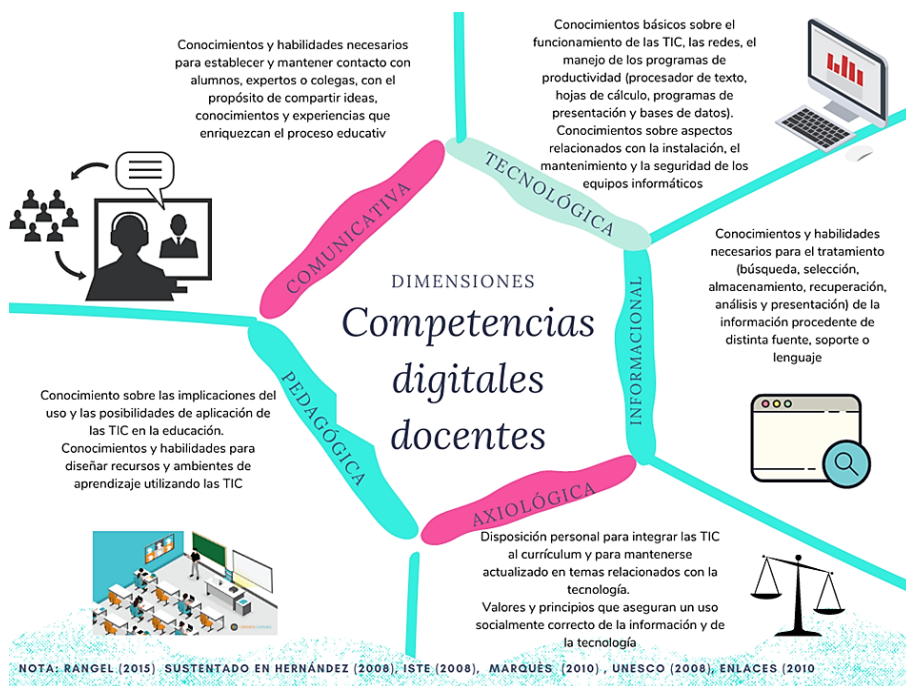 Conocimientos y habilidades necesarios
para establecer y mantener contacto con
alumnos, expertos o colegas, con el
propósito de compartir ideas,
conocimientos y experiencias que
enriquezcan el proceso educativ
Conocimientos básicos sobre el
funcionamiento de las TIC, las redes, el
manejo de los programas de
productividad (procesador de texto,
hojas de cálculo, programas de
presentación y bases de datos).
Conocimientos sobre aspectos
relacionados con la instalación, el
mantenimiento y la seguridad de los
equipos informáticos
COMUNICATIVA
TECNOLÓGICA
Conocimientos y habilidades
necesarios para el tratamiento
(búsqueda, selección,
almacenamiento, recuperación,
análisis y presentación) de la
información procedente de
distinta fuente, soporte o
lenguaje
INFORMACIONAL
DIMENSIONES
Competencias
digitales
docentes
PEDAGÓGICA
AXIOLÓGICA
Conocimiento sobre las implicaciones del
uso y las posibilidades de aplicación de
las TIC en la educación.
Conocimientos y habilidades para
diseñar recursos y ambientes de
aprendizaje utilizando las TIC
Disposición personal para integrar las TIC
al currículum y para mantenerse
actualizado en temas relacionados con la
tecnología.
Valores y principios que aseguran un uso
socialmente correcto de la información y de
la tecnología
NOTA: RANGEL (2015) SUSTENTADO EN HERNÁNDEZ (2008), ISTE (2008), MARQUÈS (2010) , UNESCO (2008), ENLACES (2010